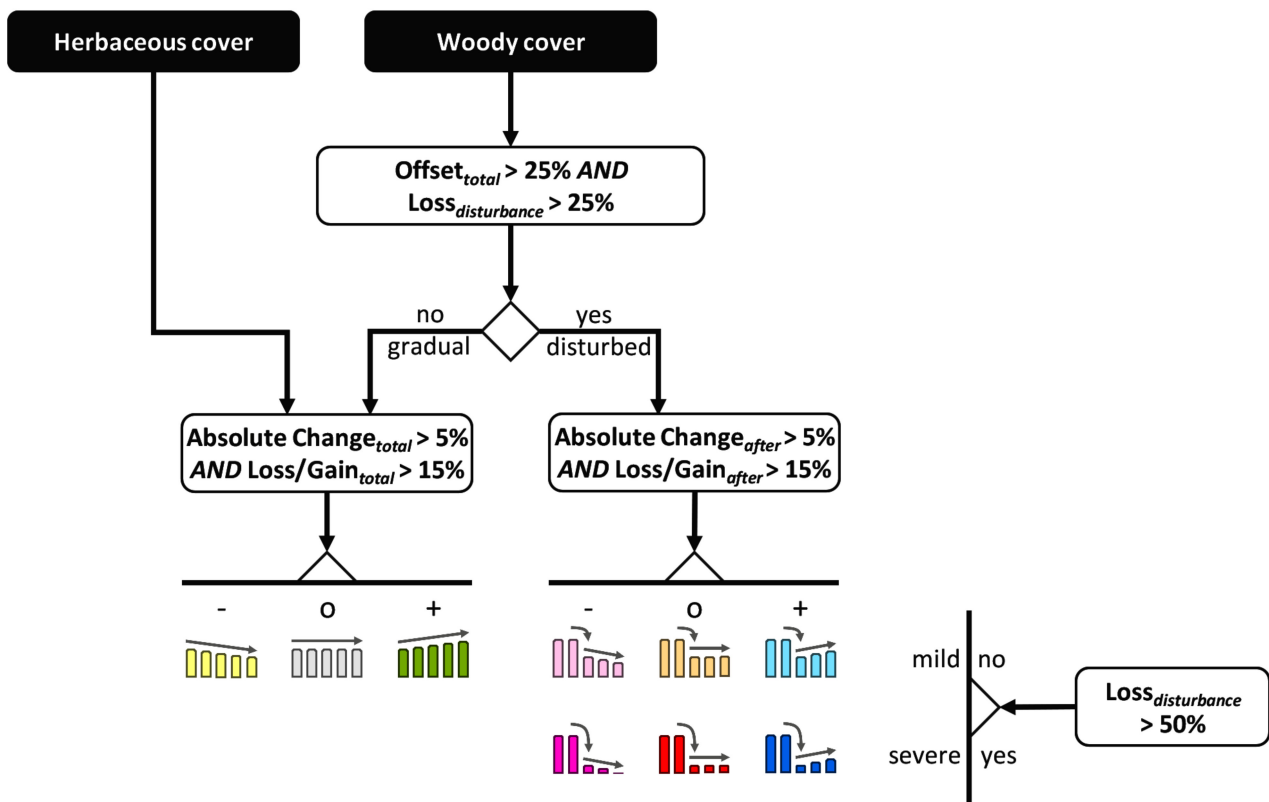 Herbaceous cover
Woody cover
Offsettotal > 25% AND
Lossdisturbance > 25%
no
yes
gradual
disturbed
Absolute Changetotal > 5%
AND Loss/Gaintotal > 15%
Absolute Changeafter > 5%
AND Loss/Gainafter > 15%
- o +
- o +
mild no
Lossdisturbance
> 50%
severe yes